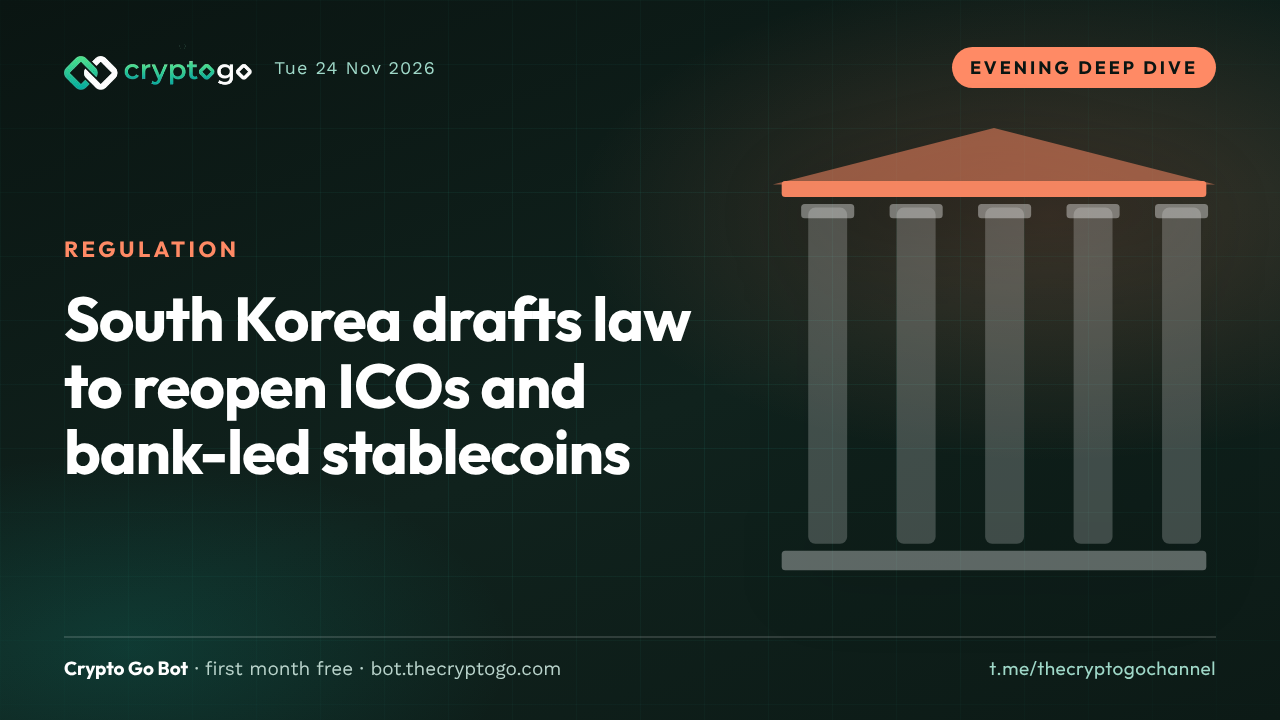 cryptogo
Tue 24 Nov 2026
EVENING DEEP DIVE
REGULATION
South Korea drafts law
to reopen ICOs and
bank-led stablecoins
Crypto Go Bot · first month free · bot.thecryptogo.com
t.me/thecryptogochannel